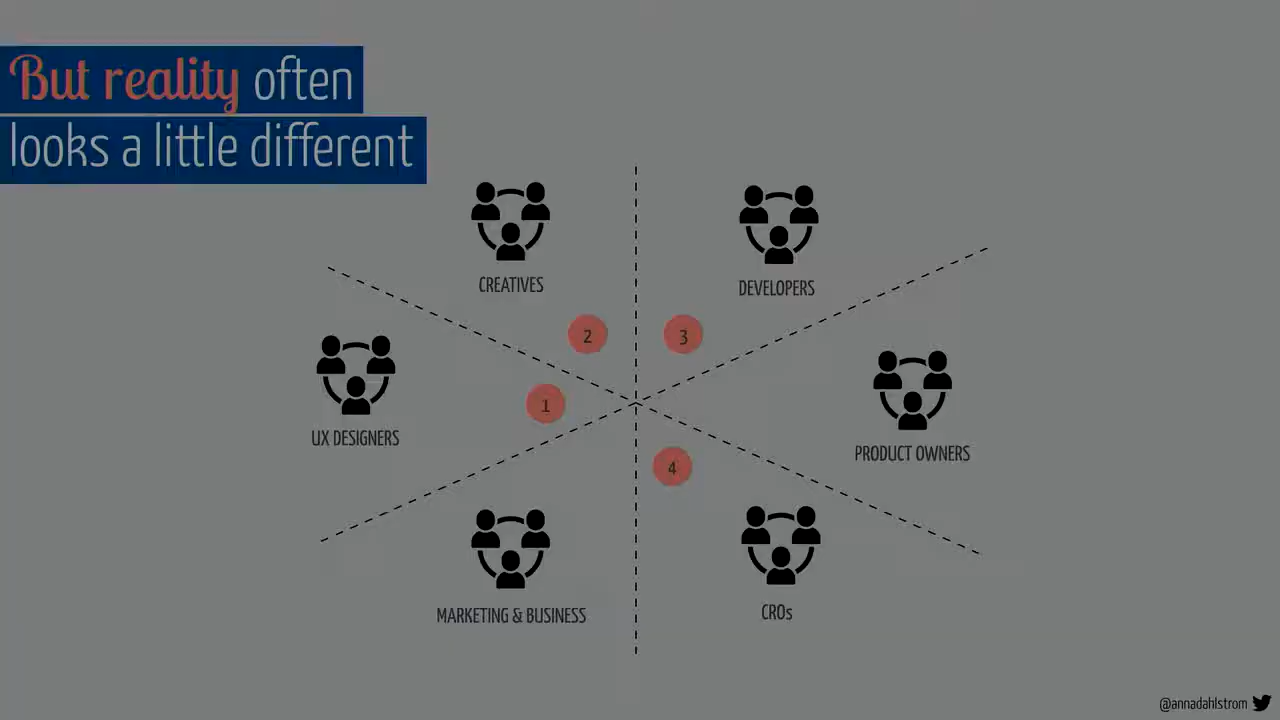 But reality often
looks a little different
CREATIVES
DEVELOPERS
2
3
1
UX DESIGNERS
PRODUCT OWNERS
4
MARKETING & BUSINESS
CROs
@annadahlstrom